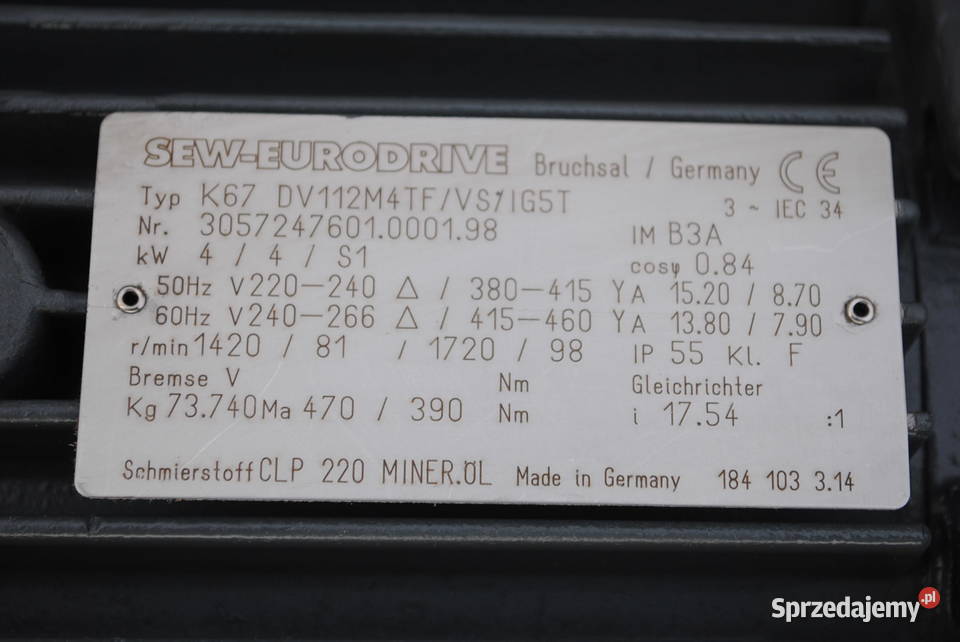 SEW-EURODRIVE Bruchsal / Germany CE
Typ K67 DV112M4TF/VS/IG5T 3 ~ IEC 34
Nr. 3057247601.0001.98 IM B3A
kW 4 / 4 / S1 cosφ 0.84
50Hz V220-240 Δ / 380-415 Y A 15.20 / 8.70
60Hz V240-266 Δ / 415-460 Y A 13.80 / 7.90
r/min 1420 / 81 / 1720 / 98 IP 55 Kl. F
Bremse V Nm Gleichrichter
Kg 73.740 Ma 470 / 390 Nm i 17.54 :1
Schmierstoff CLP 220 MINER.ÖL Made in Germany 184 103 3.14
Sprzedajemy.pl